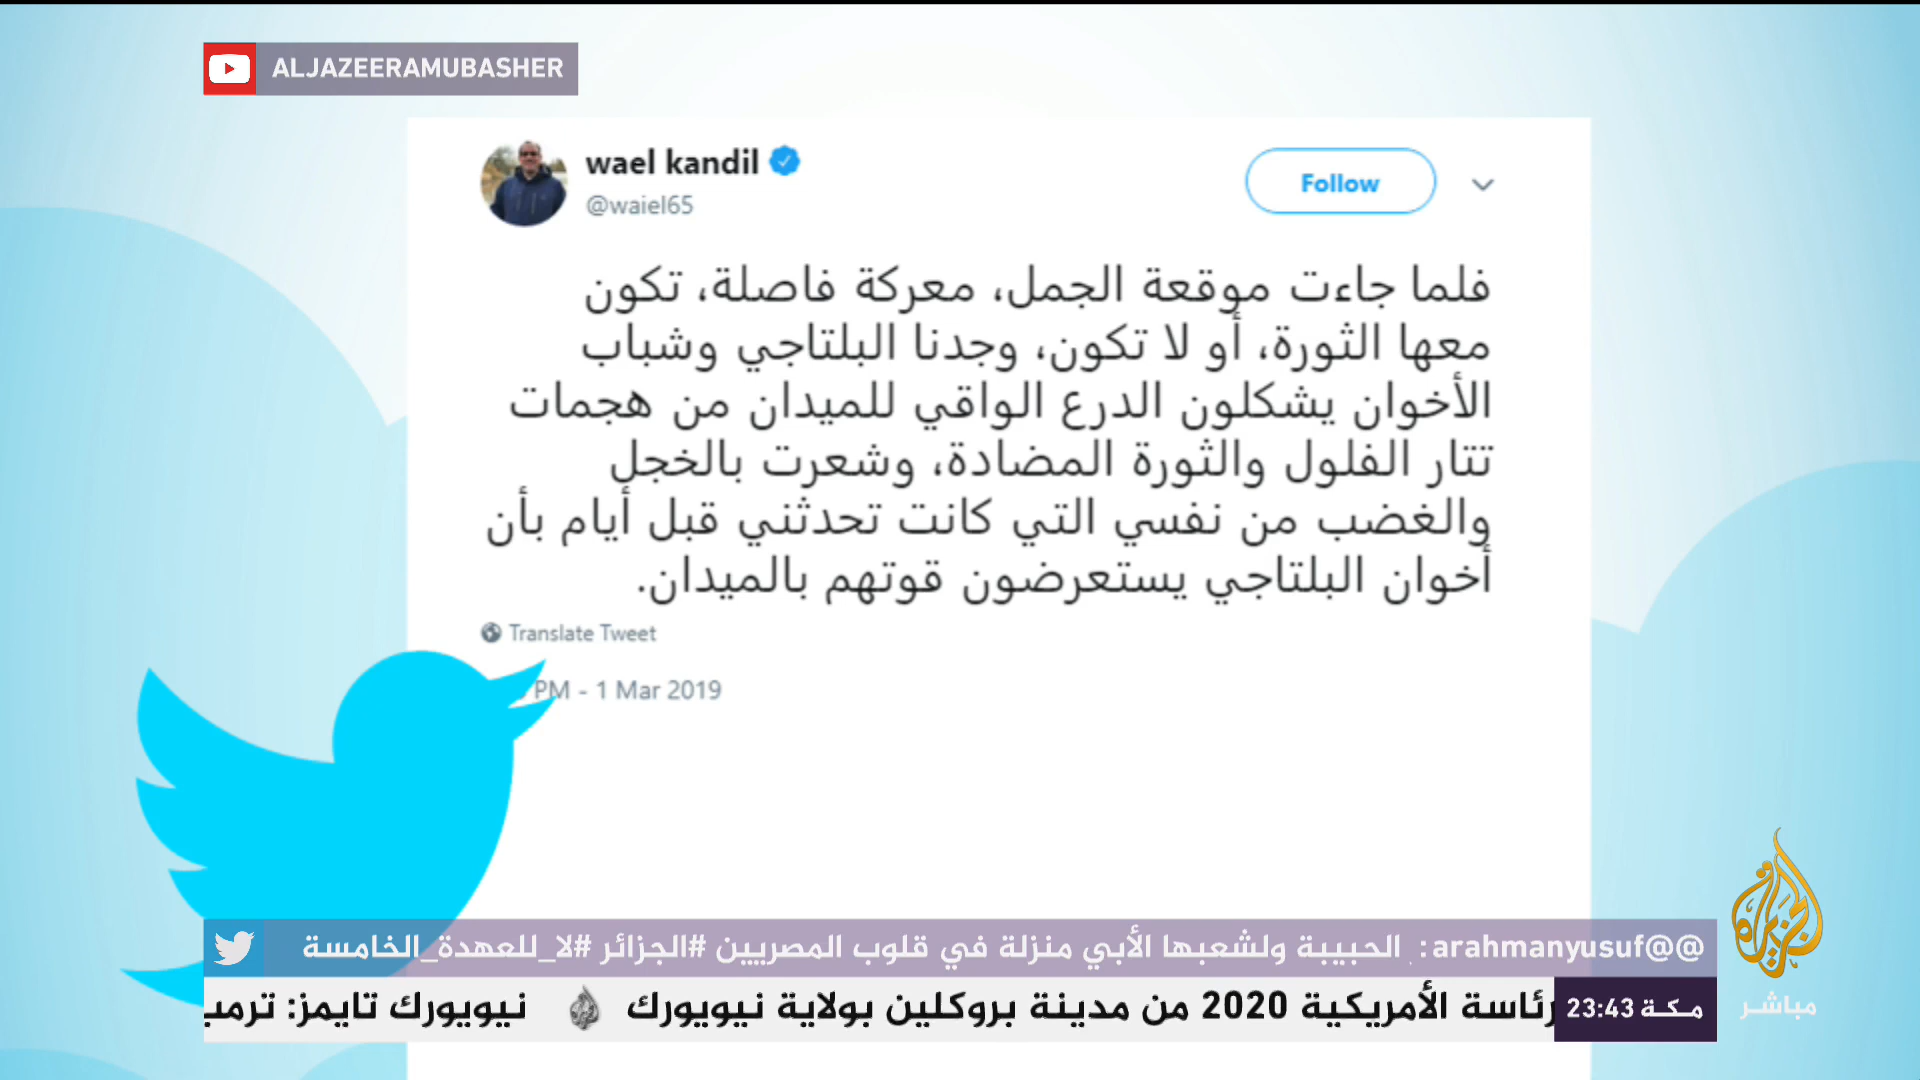 ALJAZEERAMUBASHER
wael kandil
@waiel65
Follow
فلما جاءت موقعة الجمل، معركة فاصلة، تكون
معها الثورة، أو لا تكون، وجدنا البلتاجي وشباب
الأخوان يشكلون الدرع الواقي للميدان من هجمات
تتار الفلول والثورة المضادة، وشعرت بالخجل
والغضب من نفسي التي كانت تحدثني قبل أيام بأن
أخوان البلتاجي يستعرضون قوتهم بالميدان.
Translate Tweet
PM - 1 Mar 2019
@@arahmanyusuf: الحبيبة ولشعبها الأبي منزلة في قلوب المصريين #الجزائر #لا_للعهدة_الخامسة
مكة 23:43
رئاسة الأمريكية 2020 من مدينة بروكلين بولاية نيويورك
نيويورك تايمز: ترمب
الجزيرة
مباشر